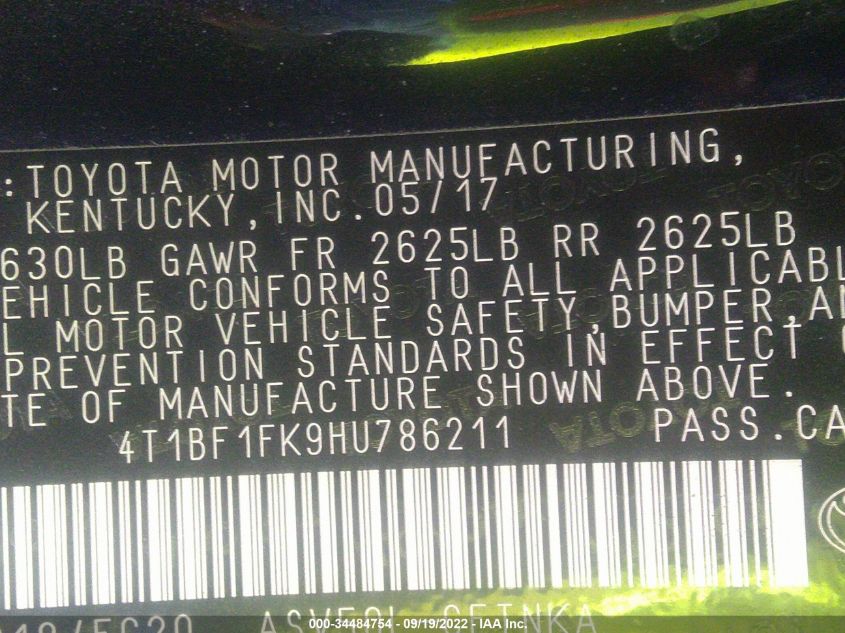 :TOYOTA MOTOR MANUFACTURING,
KENTUCKY,INC.05/17
630LB GAWR FR 2625LB RR 2625LB
EHICLE CONFORMS TO ALL APPLICABL
L MOTOR VEHICLE SAFETY,BUMPER,AN
PREVENTION STANDARDS IN EFFECT
TE OF MANUFACTURE SHOWN ABOVE.
4T1BF1FK9HU786211 PASS.CA
000-34484754 - 09/19/2022 - IAA Inc.